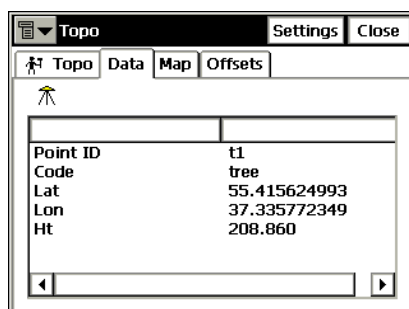 Topo Settings Close
Topo Data Map Offsets
Point ID t1
Code tree
Lat 55.415624993
Lon 37.335772349
Ht 208.860